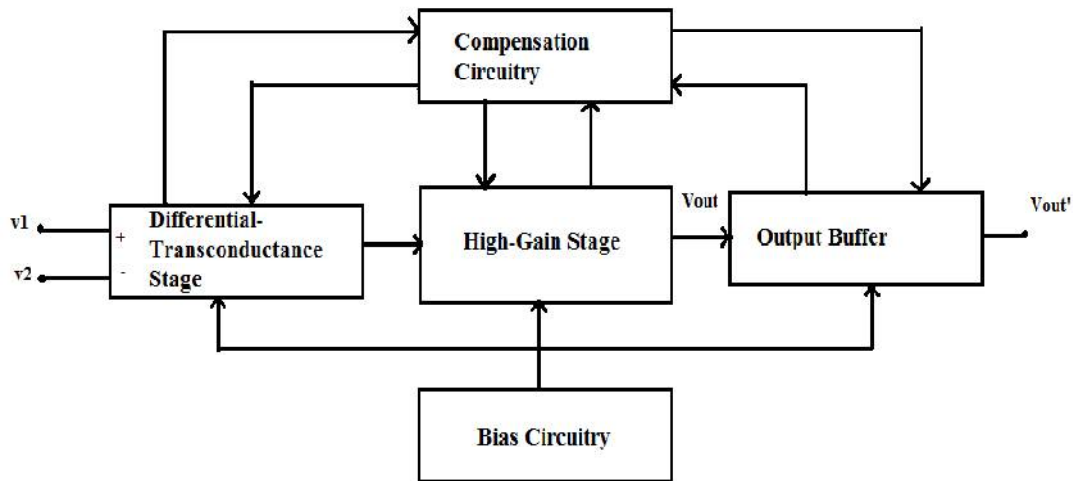 Compensation
Circuitry
v1
+
Differential-
Transconductance
Stage
v2
-
High-Gain Stage
Vout
Output Buffer
Vout'
Bias Circuitry